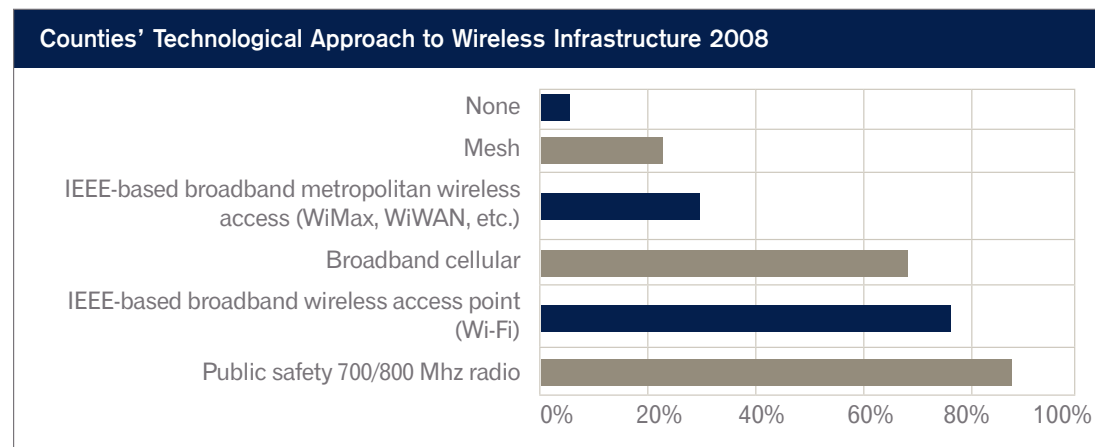 Counties’ Technological Approach to Wireless Infrastructure 2008
None
Mesh
IEEE-based broadband metropolitan wireless
access (WiMax, WiWAN, etc.)
Broadband cellular
IEEE-based broadband wireless access point
(Wi-Fi)
Public safety 700/800 Mhz radio
0% 20% 40% 60% 80% 100%